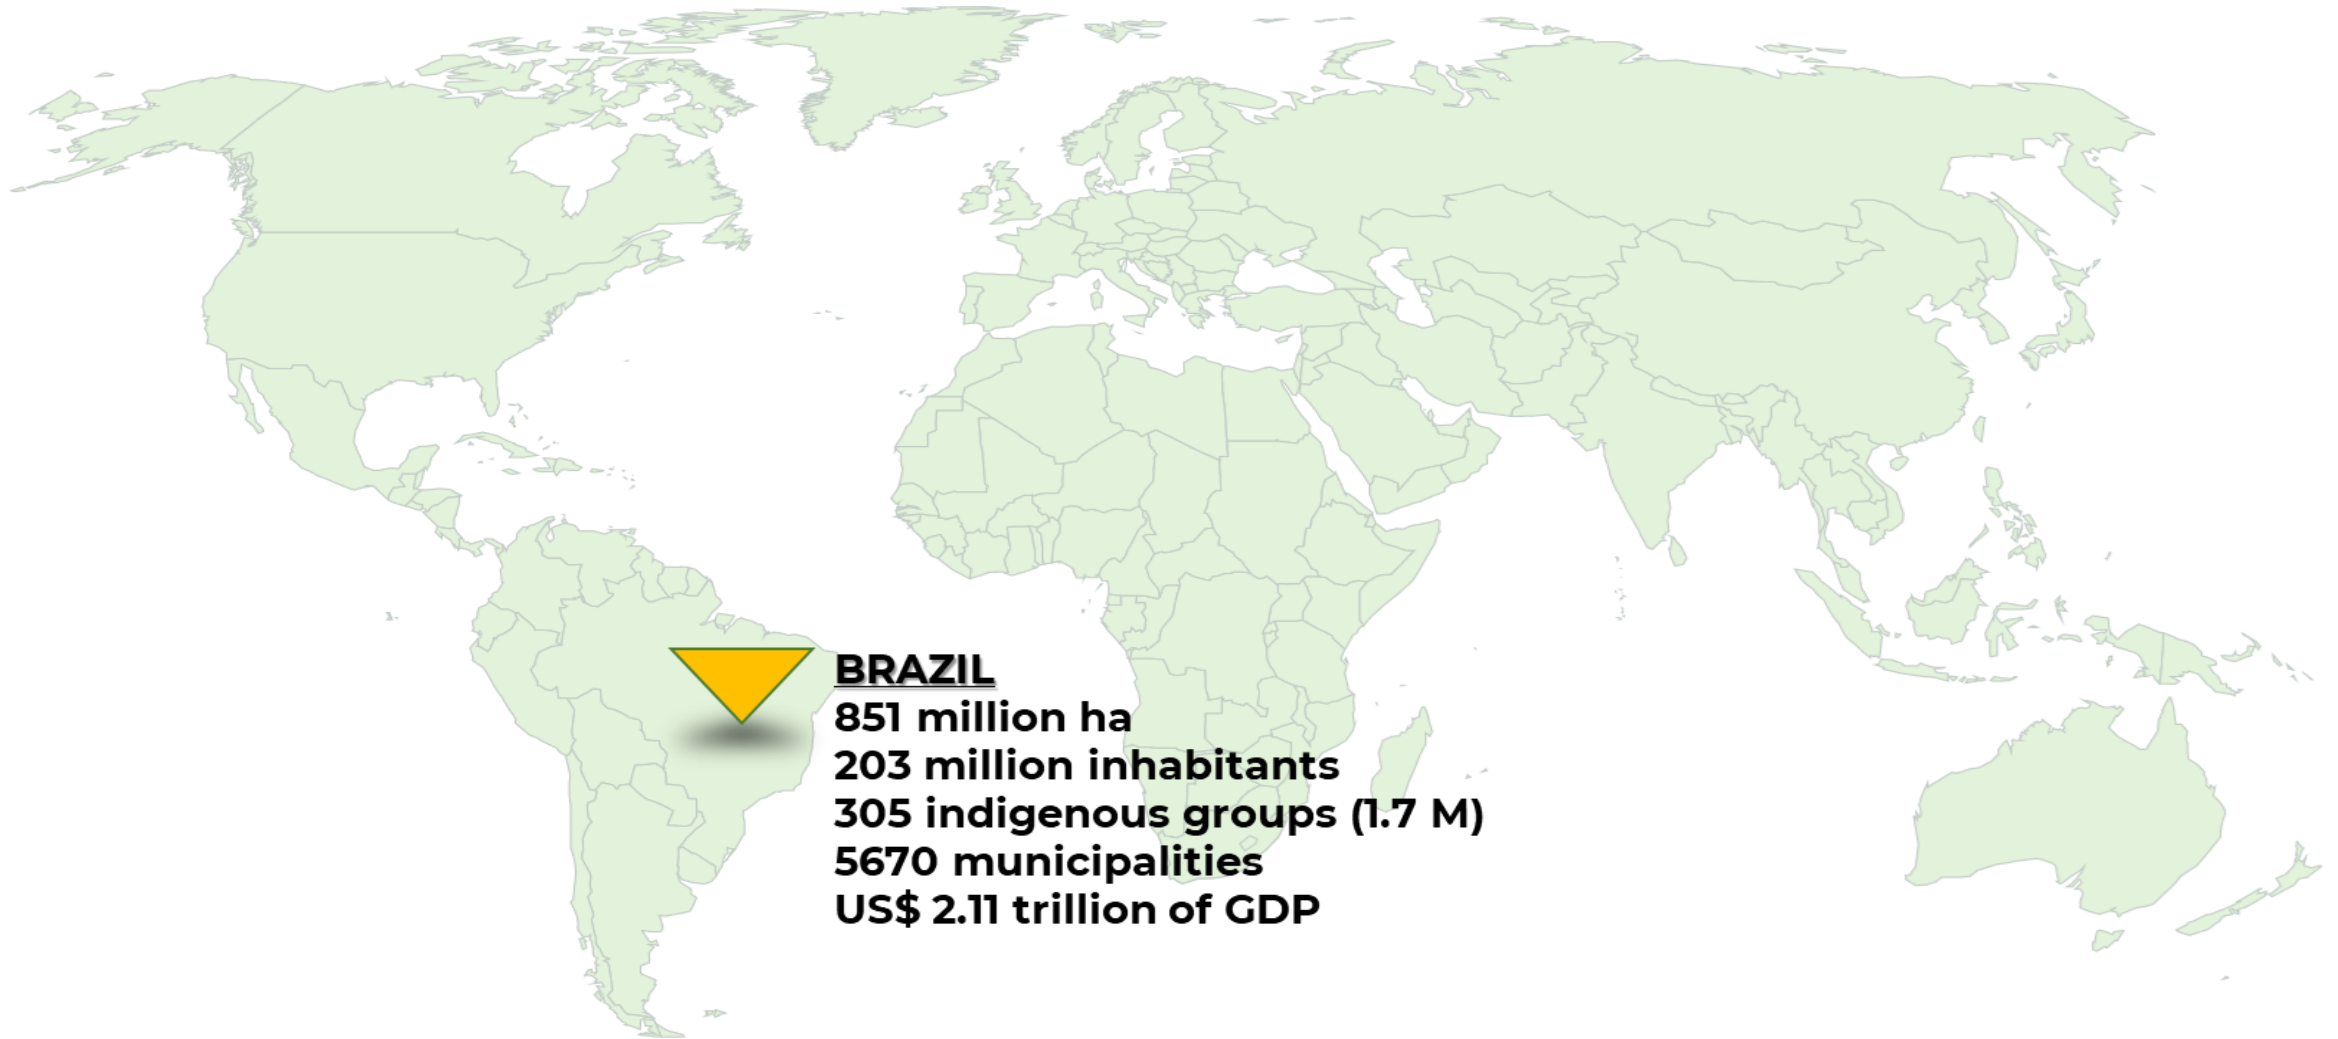 BRAZIL
851 million ha
203 million inhabitants
305 indigenous groups (1.7 M)
5670 municipalities
US$ 2.11 trillion of GDP